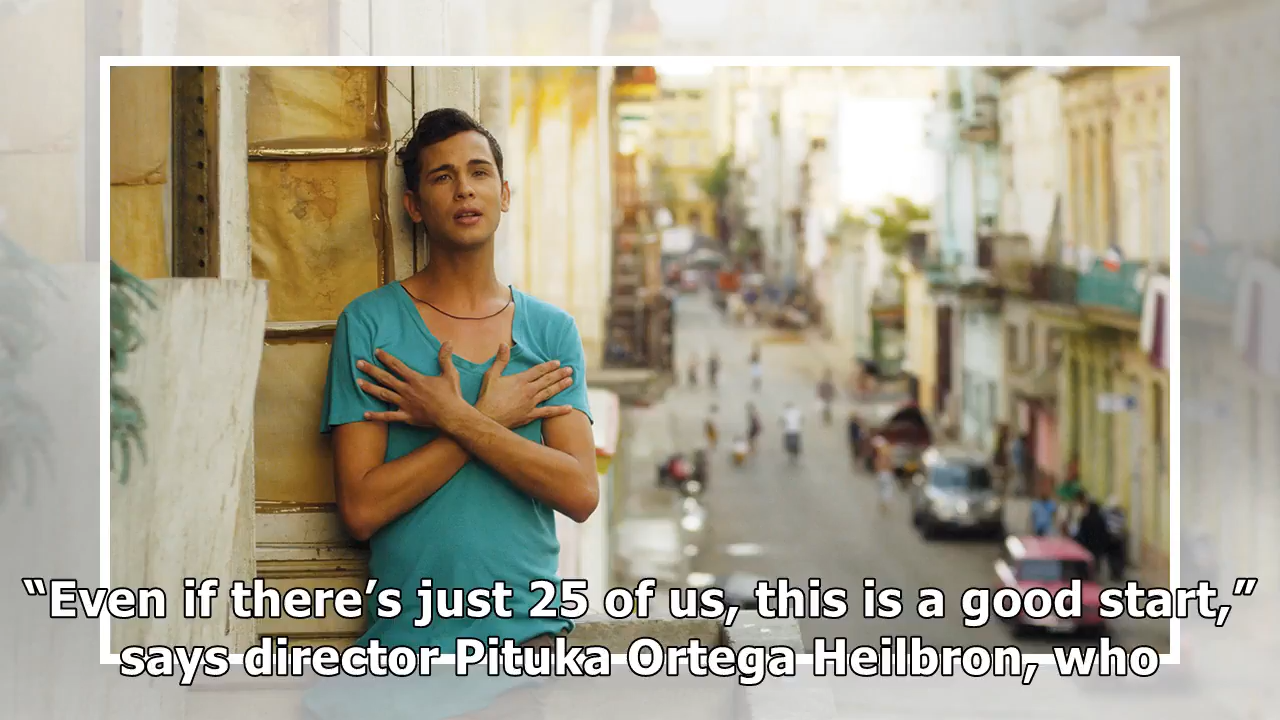 “Even if there’s just 25 of us, this is a good start,”
says director Pituka Ortega Heilbron, who